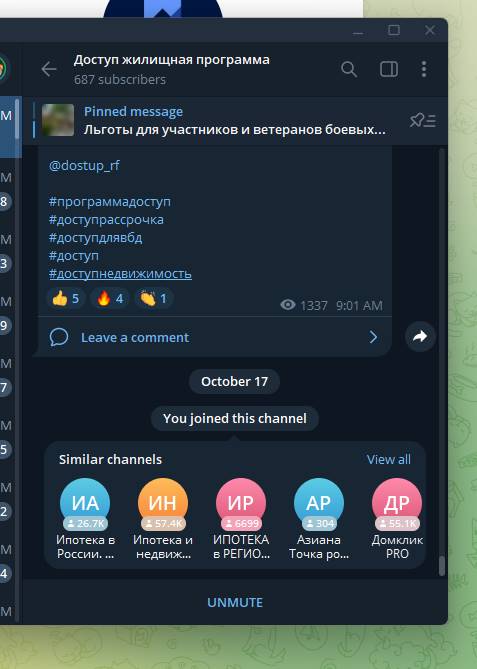 Доступ жилищная программа
687 subscribers
Pinned message
Льготы для участников и ветеранов боевых...
@dostup_rf
#программадоступ
#доступрассрочка
#доступдлявбд
#доступ
#доступнедвижимость
👍 5 🔥 4 👏 1
1337 9:01 AM
Leave a comment
October 17
You joined this channel
Similar channels
View all
ИА
26.7K
Ипотека в
России. ...
ИН
57.4K
Ипотека и
недвиж...
ИР
6699
ИПОТЕКА
в РЕГИО...
АР
304
Азиана
Точка ро...
ДР
55.1K
Домклик
PRO
UNMUTE
M
M
8
M
3
M
9
M
7
M
5
M
2
M
4
M